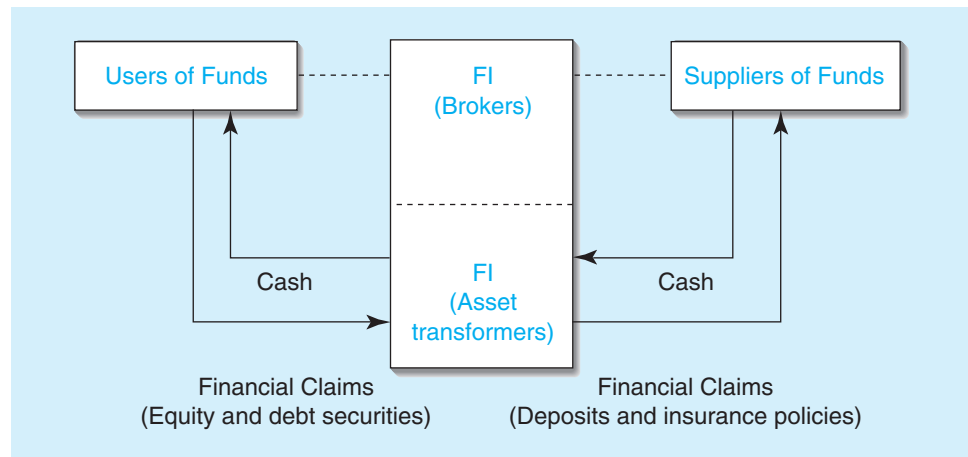 Users of Funds
FI
(Brokers)
Suppliers of Funds
Cash
FI
(Asset
transformers)
Cash
Financial Claims
(Equity and debt securities)
Financial Claims
(Deposits and insurance policies)